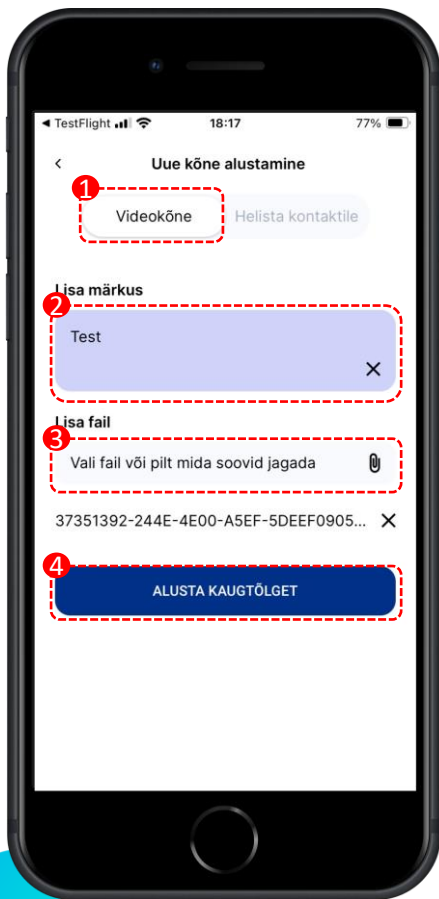 TestFlight 18:17 77%
Uue kõne alustamine
1
Videokõne Helista kontaktile
Lisa märkus
2
Test
Lisa fail
3
Vali fail või pilt mida soovid jagada
37351392-244E-4E00-A5EF-5DEEF0905...
4
ALUSTA KAUGTÕLGET